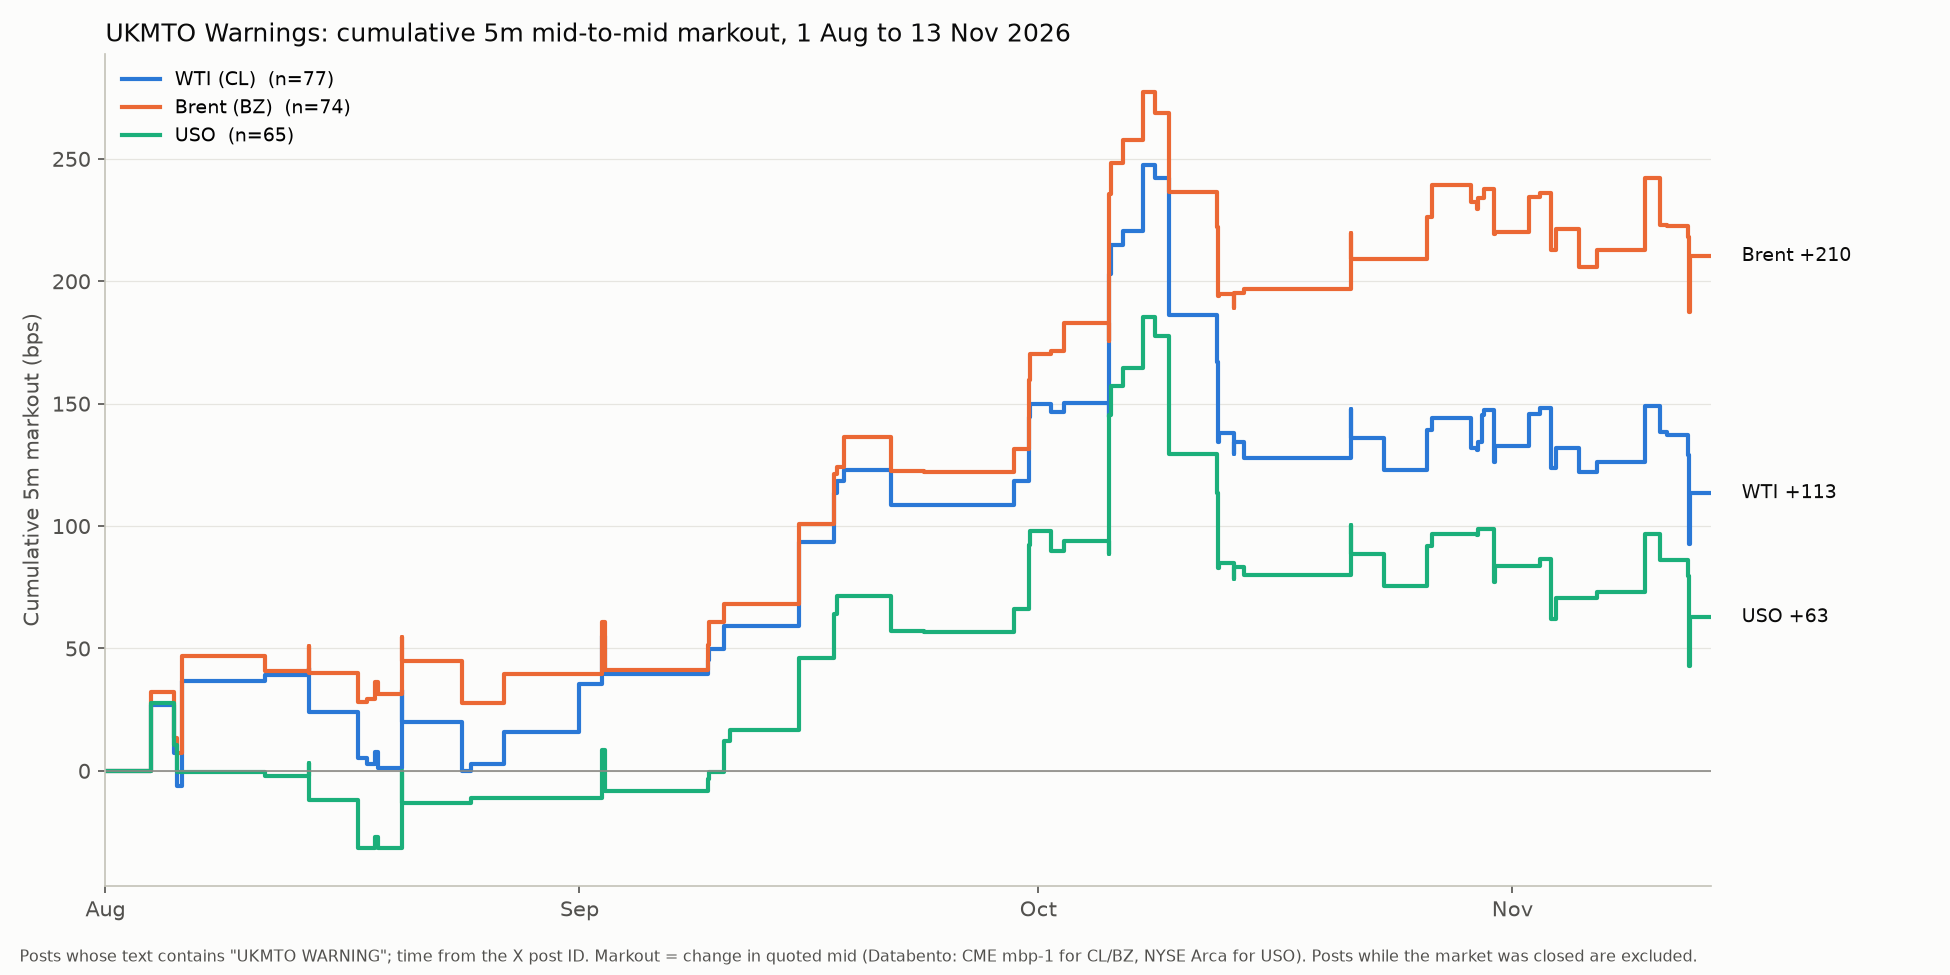 UKMTO Warnings: cumulative 5m mid-to-mid markout, 1 Aug to 13 Nov 2026
WTI (CL)  (n=77)
Brent (BZ)  (n=74)
USO  (n=65)
Cumulative 5m markout (bps)
250
200
150
100
50
0
Brent +210
WTI +113
USO +63
Aug
Sep
Oct
Nov
Posts whose text contains "UKMTO WARNING"; time from the X post ID. Markout = change in quoted mid (Databento: CME mbp-1 for CL/BZ, NYSE Arca for USO). Posts while the market was closed are excluded.